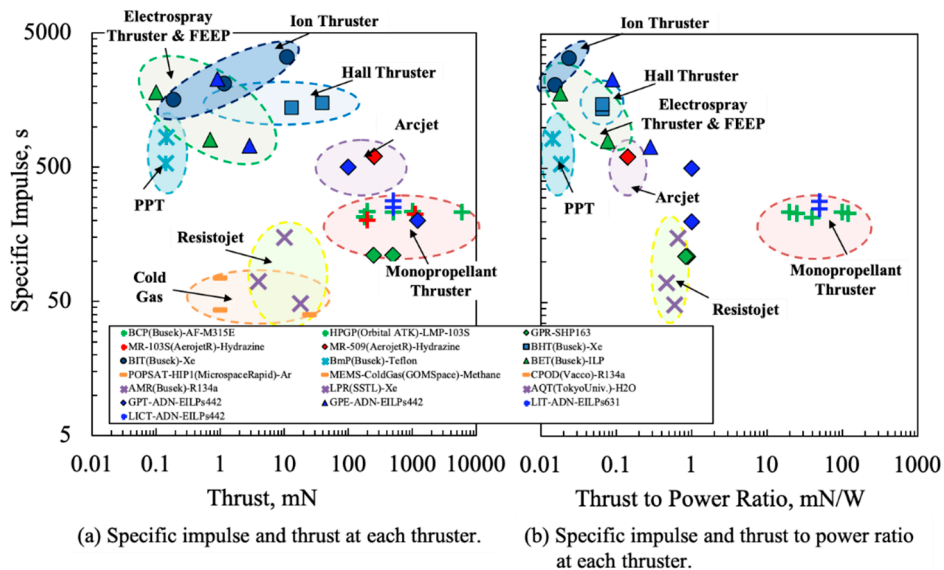 5000
500
50
5
Specific Impulse, s
Electrospray
Thruster & FEEP
Ion Thruster
Hall Thruster
Arcjet
PPT
Resistojet
Cold
Gas
Monopropellant
Thruster
BCP(Busek)-AF-M315E
HPGP(Orbital ATK)-LMP-103S
GPR-SHP163
MR-103S(AerojetR)-Hydrazine
MR-509(AerojetR)-Hydrazine
BHT(Busek)-Xe
BIT(Busek)-Xe
BmP(Busek)-Teflon
BET(Busek)-ILP
POPSAT-HIP1(MicrospaceRapid)-Ar
MEMS-ColdGas(GOMSpace)-Methane
CPOD(Vacco)-R134a
AMR(Busek)-R134a
LPR(SSTL)-Xe
AQT(TokyoUniv.)-H2O
GPT-ADN-EILPs442
GPE-ADN-EILPs442
LIT-ADN-EILPs631
LICT-ADN-EILPs442
0.01 0.1 1 10 100 1000 10000
Thrust, mN
(a) Specific impulse and thrust at each thruster.
Ion Thruster
Hall Thruster
Electrospray
Thruster & FEEP
PPT
Arcjet
Monopropellant
Thruster
Resistojet
0.01 0.1 1 10 100 1000
Thrust to Power Ratio, mN/W
(b) Specific impulse and thrust to power ratio
at each thruster.